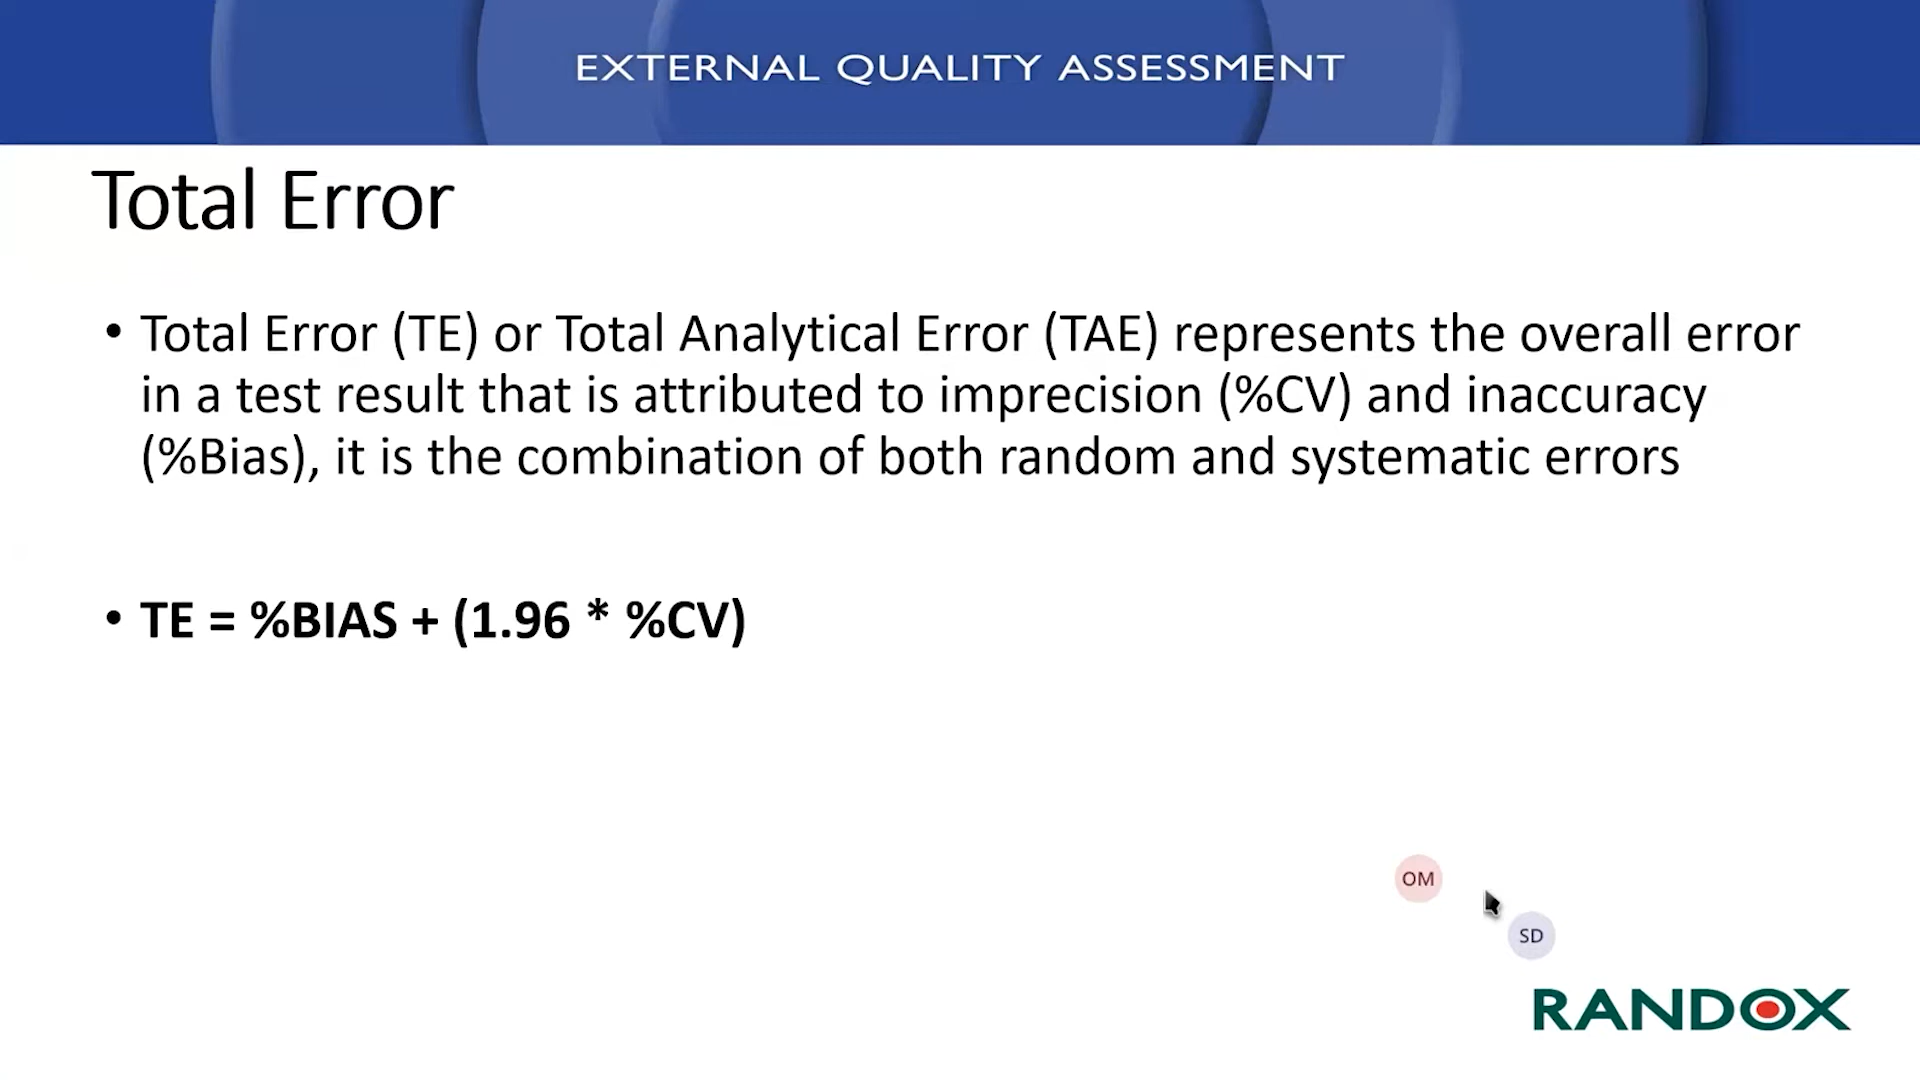 EXTERNAL QUALITY ASSESSMENT
Total Error
• Total Error (TE) or Total Analytical Error (TAE) represents the overall error
in a test result that is attributed to imprecision (%CV) and inaccuracy
(%Bias), it is the combination of both random and systematic errors
• TE = %BIAS + (1.96 * %CV)
OM
SD
RANDOX